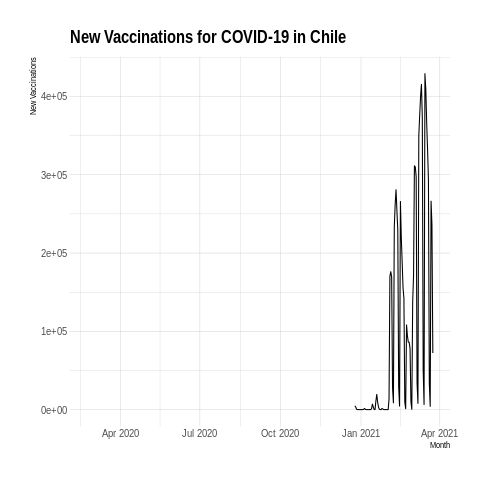 New Vaccinations for COVID-19 in Chile
New Vaccinations
4e+05
3e+05
2e+05
1e+05
0e+00
Apr 2020 Jul 2020 Oct 2020 Jan 2021 Apr 2021
Month